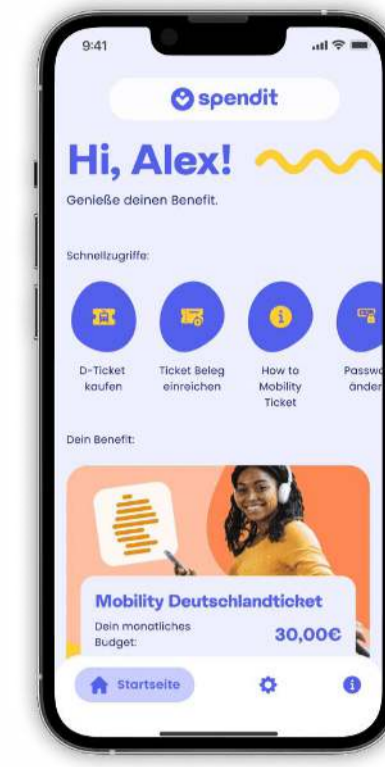 9:41
spendit
Hi, Alex!
Genieße deinen Benefit.
Schnellzugriffe:
D-Ticket
kaufen
Ticket Beleg
einreichen
How to
Mobility
Ticket
Dein Benefit:
Mobility Deutschlandticket
Dein monatliches
Budget:
30,00€
Startseite